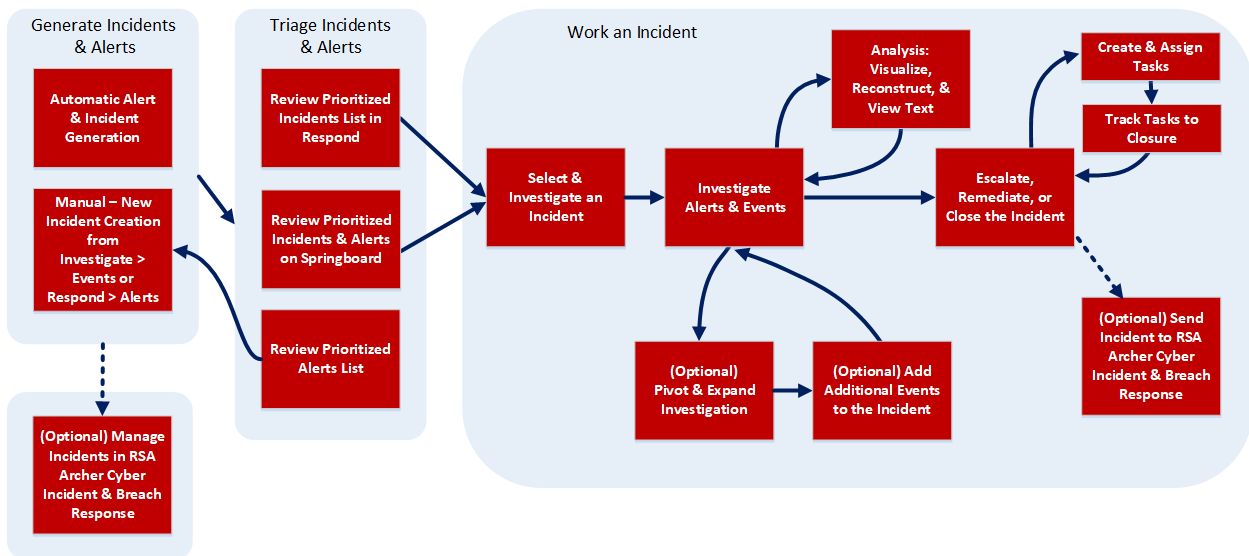 Generate Incidents
& Alerts
Automatic Alert
& Incident
Generation
Manual – New
Incident Creation
from
Investigate >
Events or
Respond > Alerts
(Optional) Manage
Incidents in RSA
Archer Cyber
Incident & Breach
Response
Triage Incidents
& Alerts
Review Prioritized
Incidents List in
Respond
Review Prioritized
Incidents & Alerts
on Springboard
Review Prioritized
Alerts List
Work an Incident
Select &
Investigate an
Incident
Investigate
Alerts & Events
Analysis:
Visualize,
Reconstruct, &
View Text
(Optional)
Pivot & Expand
Investigation
(Optional) Add
Additional Events
to the Incident
Escalate,
Remediate, or
Close the Incident
Create & Assign
Tasks
Track Tasks to
Closure
(Optional) Send
Incident to RSA
Archer Cyber
Incident & Breach
Response